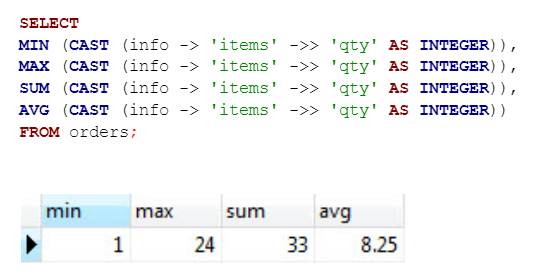 SELECT
MIN (CAST (info -> 'items' ->> 'qty' AS INTEGER)),
MAX (CAST (info -> 'items' ->> 'qty' AS INTEGER)),
SUM (CAST (info -> 'items' ->> 'qty' AS INTEGER)),
AVG (CAST (info -> 'items' ->> 'qty' AS INTEGER))
FROM orders;
min max sum avg
1 24 33 8.25